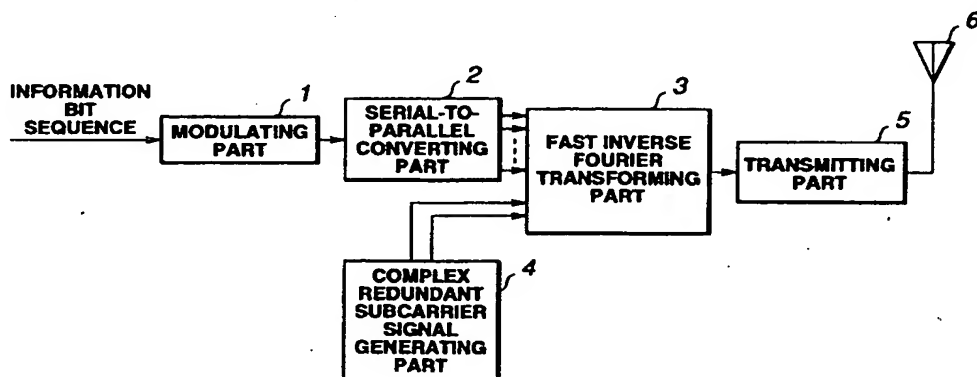 6
1
2
3
5
INFORMATION
BIT
SEQUENCE
MODULATING
PART
SERIAL-TO-
PARALLEL
CONVERTING
PART
FAST INVERSE
FOURIER
TRANSFORMING
PART
TRANSMITTING
PART
4
COMPLEX
REDUNDANT
SUBCARRIER
SIGNAL
GENERATING
PART